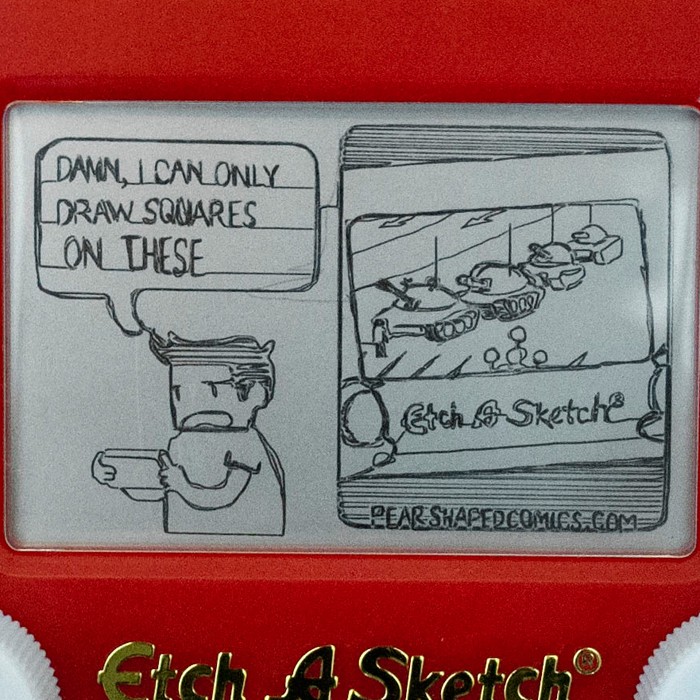 DAMN, I CAN ONLY
DRAW SQUARES
ON THESE
Etch A Sketch®
PEARSHAPEDCOMICS.COM
Etch A Sketch®